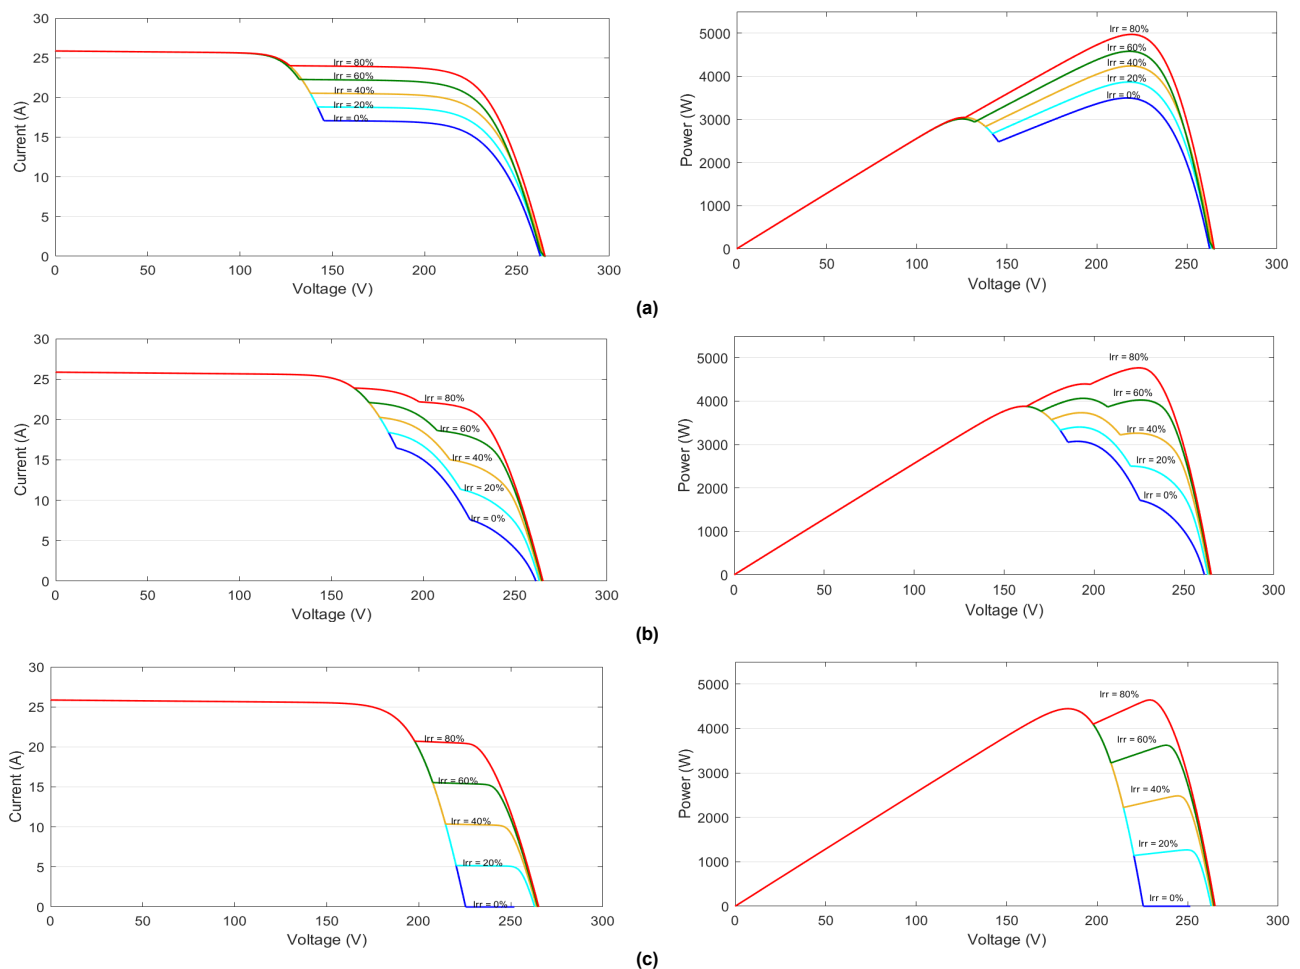 30
25
20
15
10
5
0
Current (A)
Irr = 80%
Irr = 60%
Irr = 40%
Irr = 20%
Irr = 0%
0 50 100 150 200 250 300
Voltage (V)
5000
4000
3000
2000
1000
0
Power (W)
Irr = 80%
Irr = 60%
Irr = 40%
Irr = 20%
Irr = 0%
0 50 100 150 200 250 300
Voltage (V)
(a)
30
25
20
15
10
5
0
Current (A)
Irr = 80%
Irr = 60%
Irr = 40%
Irr = 20%
Irr = 0%
0 50 100 150 200 250 300
Voltage (V)
5000
4000
3000
2000
1000
0
Power (W)
Irr = 80%
Irr = 60%
Irr = 40%
Irr = 20%
Irr = 0%
0 50 100 150 200 250 300
Voltage (V)
(b)
30
25
20
15
10
5
0
Current (A)
Irr = 80%
Irr = 60%
Irr = 40%
Irr = 20%
Irr = 0%
0 50 100 150 200 250 300
Voltage (V)
5000
4000
3000
2000
1000
0
Power (W)
Irr = 80%
Irr = 60%
Irr = 40%
Irr = 20%
Irr = 0%
0 50 100 150 200 250 300
Voltage (V)
(c)